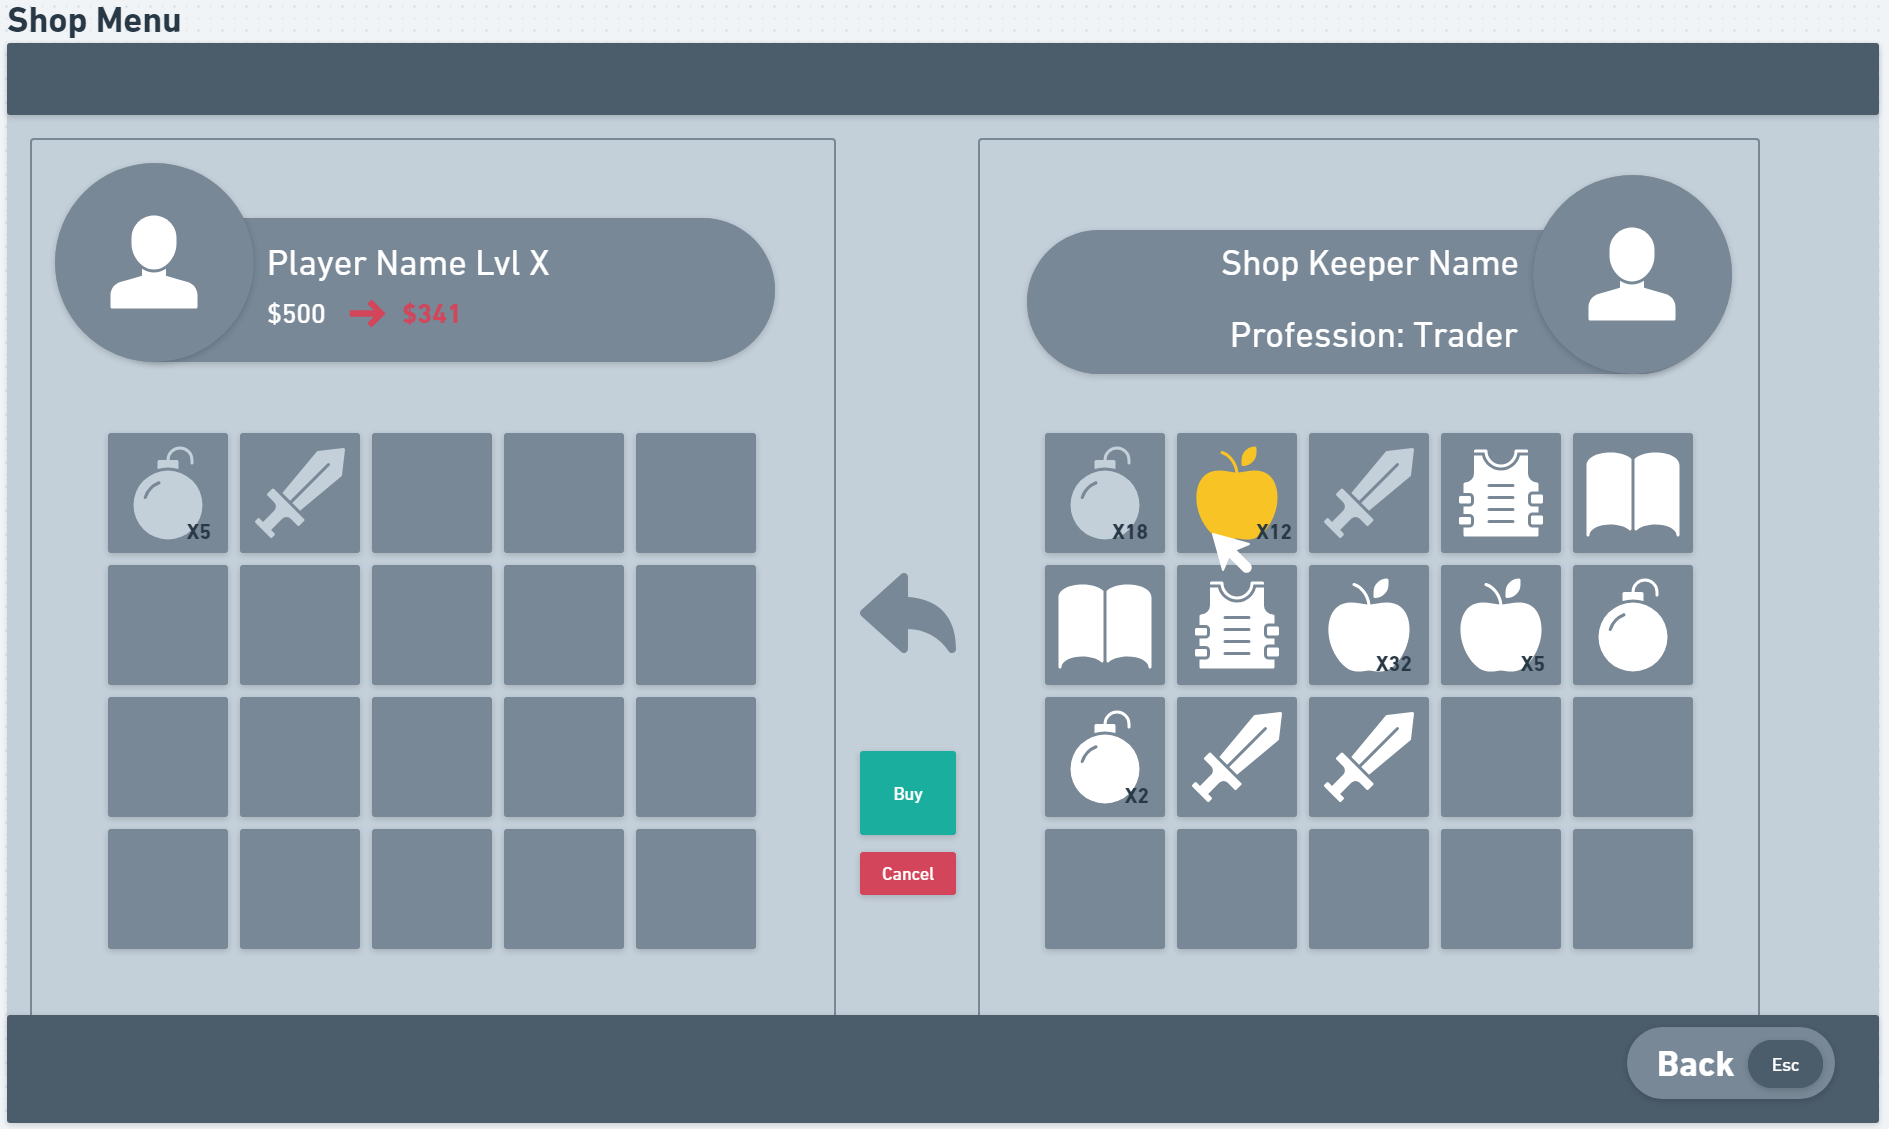 Shop Menu
Player Name Lvl X
$500 $341
Shop Keeper Name
Profession: Trader
X5
X18
X12
X32
X5
X2
Buy
Cancel
Back Esc